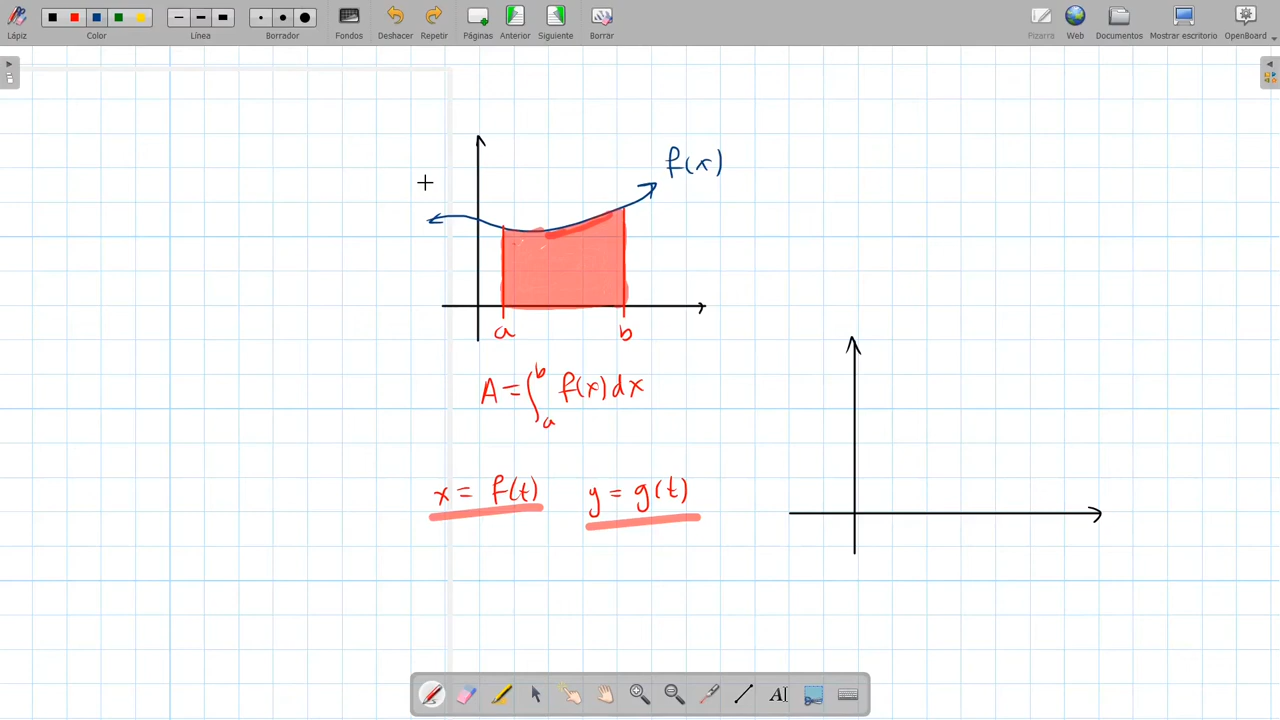 Lápiz Color Línea Borrador Fondos Deshacer Repetir Páginas Anterior Siguiente Borrar Pizarra Web Documentos Mostrar escritorio OpenBoard
f(x)
a b
A = ∫_a^b f(x) dx
x = f(t) y = g(t)
AI